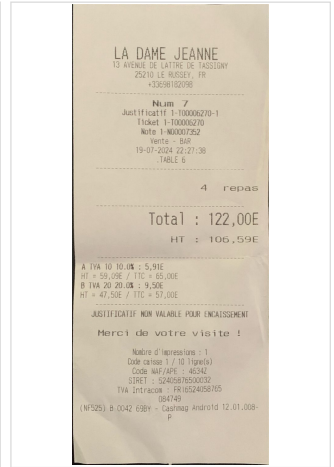 LA DAME JEANNE
13 AVENUE DE LATTRE DE TASSIGNY
25210 LE RUSSEY, FR
+33698182098
Num 7
Justificatif 1-T00006270-1
Ticket 1-T00006270
Note 1-N00007352
Vente - BAR
19-07-2024 22:27:38
TABLE 6
4 repas
Total : 122,00E
HT : 106,59E
A TVA 10 10.0% : 5,91E
HT = 59,09E / TTC = 65,00E
B TVA 20 20.0% : 9,50E
HT = 47,50E / TTC = 57,00E
JUSTIFICATIF NON VALABLE POUR ENCAISSEMENT
Merci de votre visite !
Nombre d'impressions : 1
Code caisse 1 / 10 ligne(s)
Code NAF/APE : 4634Z
SIRET : 52405876500032
TVA Intracom : FR16524058765
084749
(NF525) B 0042 6989 - Cashmag Android 12.01.008-
P